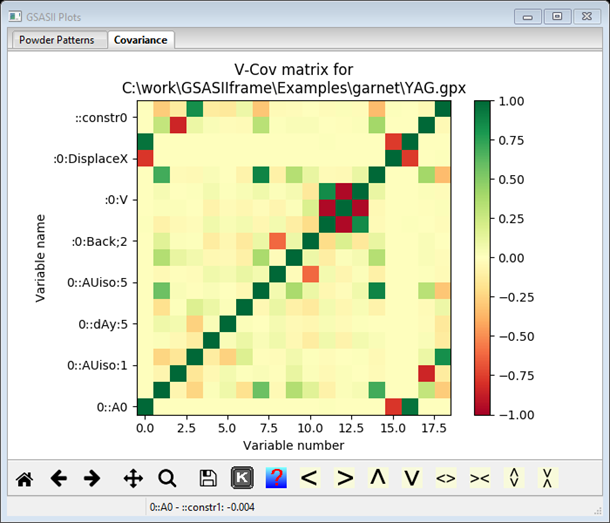 GSASII Plots
Powder Patterns
Covariance
V-Cov matrix for
C:\work\GSASIIframe\Examples\garnet\YAG.gpx
::constr0
:0:DisplaceX
:0:V
:0:Back;2
0::AUiso:5
0::dAy:5
0::AUiso:1
0::A0
Variable name
0.0 2.5 5.0 7.5 10.0 12.5 15.0 17.5
Variable number
1.00
0.75
0.50
0.25
0.00
−0.25
−0.50
−0.75
−1.00
K ? < > Λ V <> >< 
0::A0 - ::constr1: -0.004